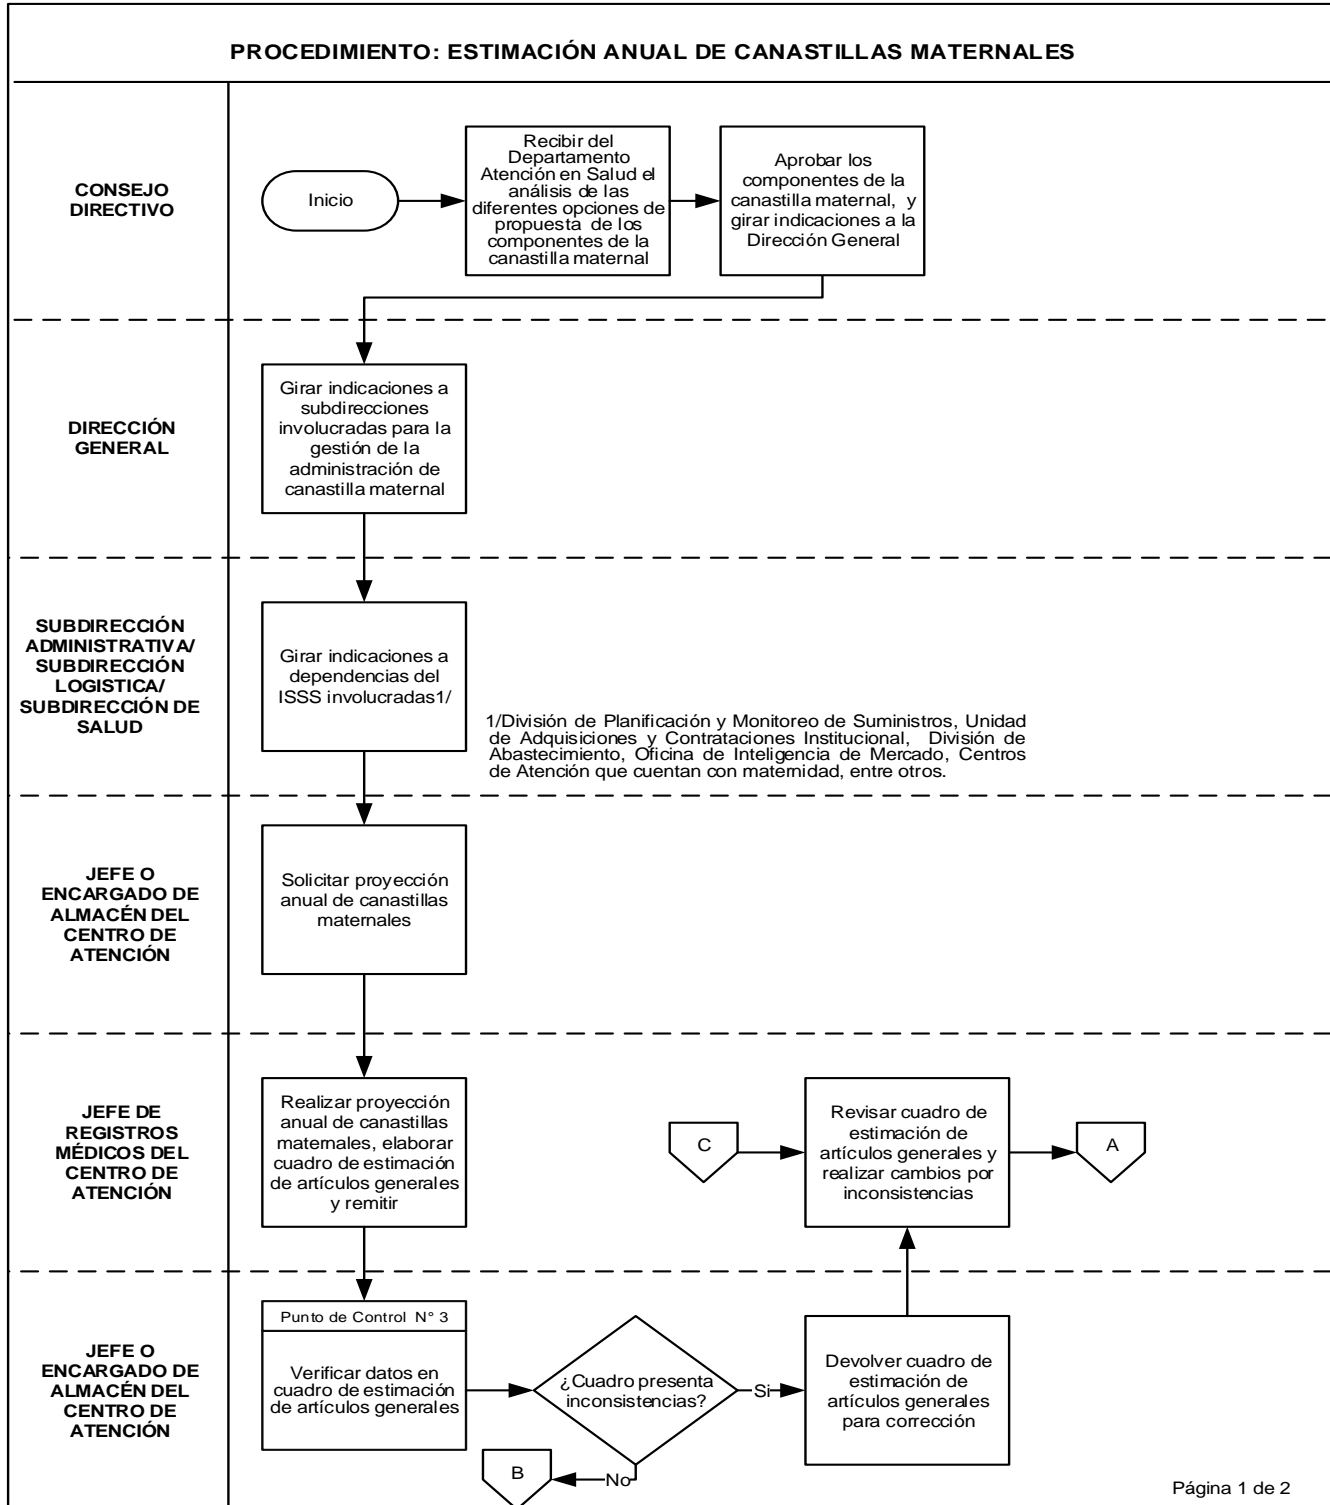 PROCEDIMIENTO: ESTIMACIÓN ANUAL DE CANASTILLAS MATERNALES
CONSEJO
DIRECTIVO
Inicio
Recibir del
Departamento
Atención en Salud el
análisis de las
diferentes opciones de
propuesta de los
componentes de la
canastilla maternal
Aprobar los
componentes de la
canastilla maternal, y
girar indicaciones a la
Dirección General
DIRECCIÓN
GENERAL
Girar indicaciones a
subdirecciones
involucradas para la
gestión de la
administración de
canastilla maternal
SUBDIRECCIÓN
ADMINISTRATIVA/
SUBDIRECCIÓN
LOGISTICA/
SUBDIRECCIÓN DE
SALUD
Girar indicaciones a
dependencias del
ISSS involucradas1/
1/División de Planificación y Monitoreo de Suministros, Unidad
de Adquisiciones y Contrataciones Institucional, División de
Abastecimiento, Oficina de Inteligencia de Mercado, Centros
de Atención que cuentan con maternidad, entre otros.
JEFE O
ENCARGADO DE
ALMACÉN DEL
CENTRO DE
ATENCIÓN
Solicitar proyección
anual de canastillas
maternales
JEFE DE
REGISTROS
MÉDICOS DEL
CENTRO DE
ATENCIÓN
Realizar proyección
anual de canastillas
maternales, elaborar
cuadro de estimación
de artículos generales
y remitir
C
Revisar cuadro de
estimación de
artículos generales y
realizar cambios por
inconsistencias
A
JEFE O
ENCARGADO DE
ALMACÉN DEL
CENTRO DE
ATENCIÓN
Punto de Control N° 3
Verificar datos en
cuadro de estimación
de artículos generales
¿Cuadro presenta
inconsistencias?
Si
Devolver cuadro de
estimación de
artículos generales
para corrección
B
No
Página 1 de 2